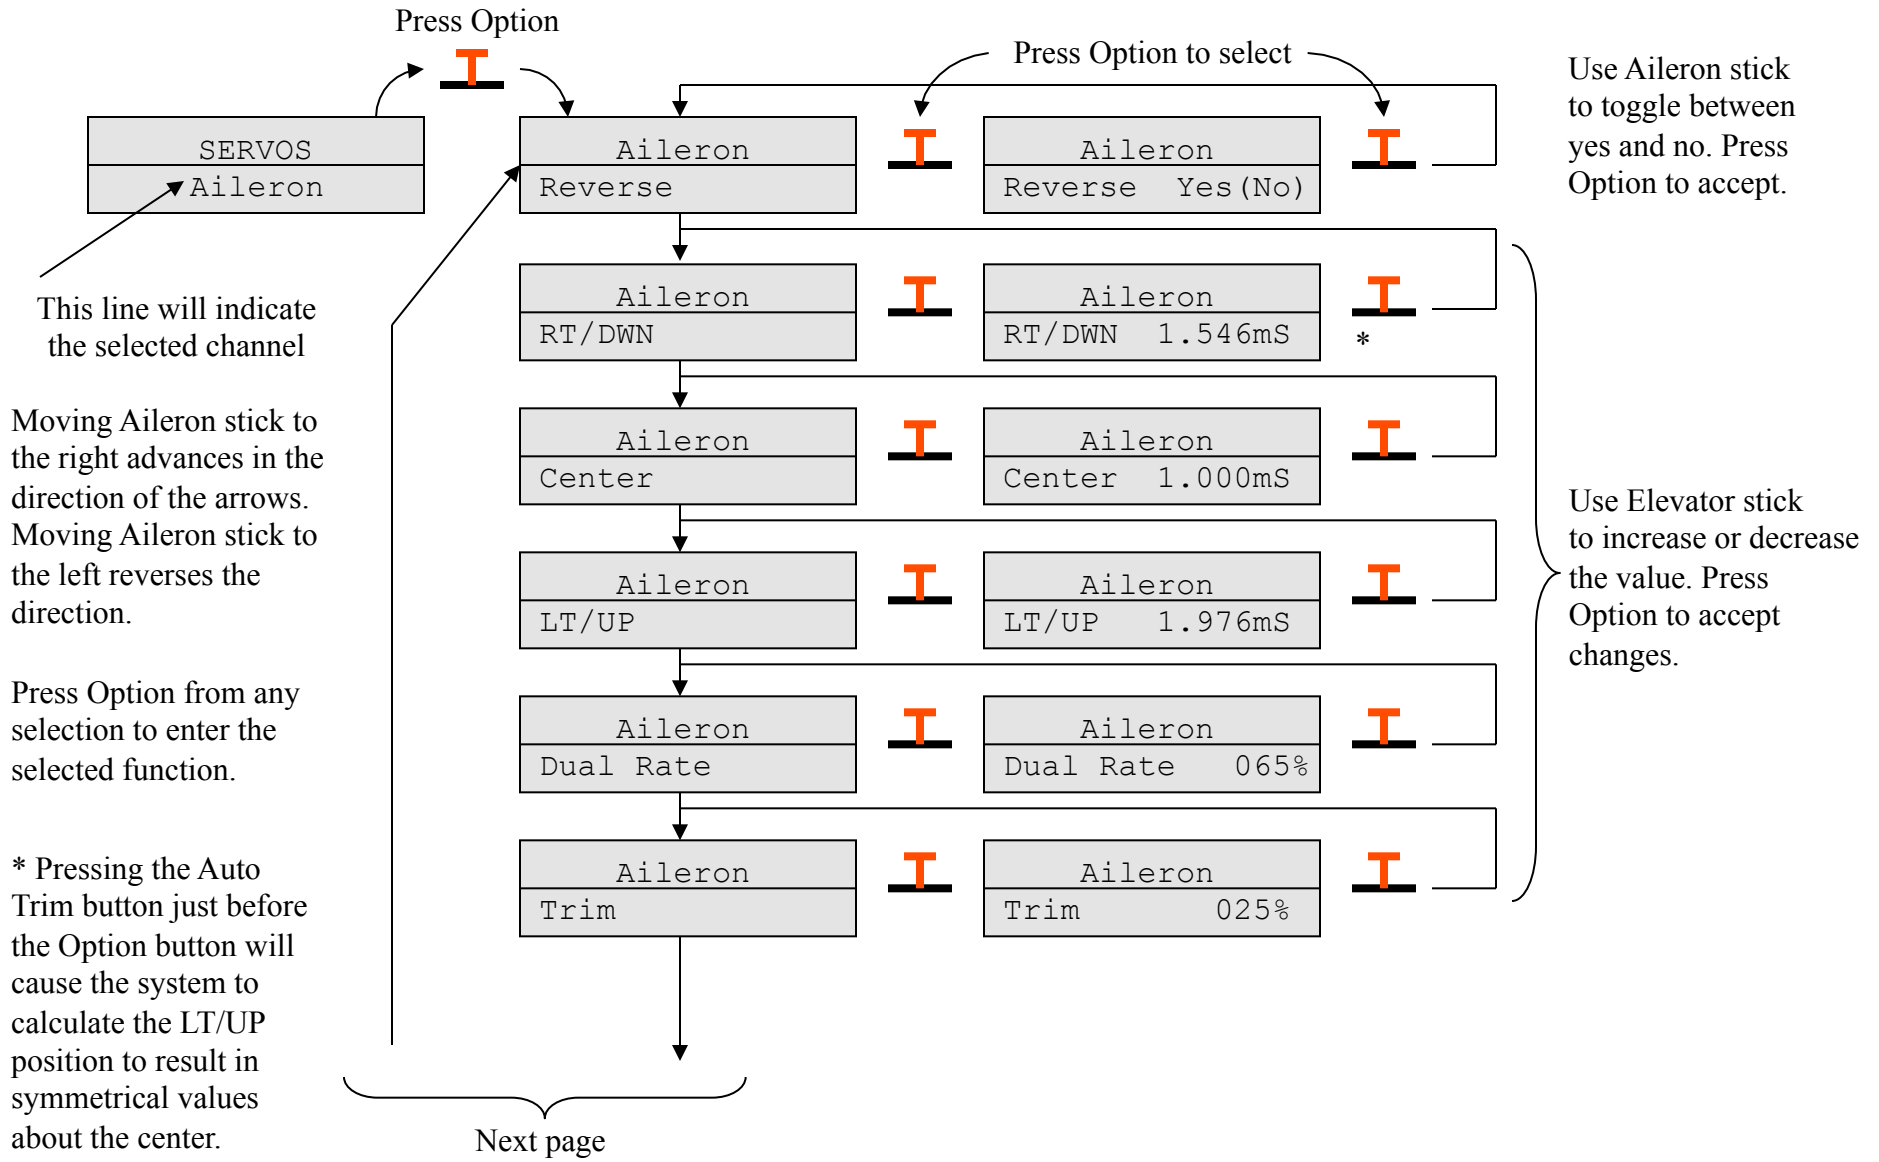 Press Option
Press Option to select
SERVOS
Aileron
Aileron
Reverse
Aileron
Reverse Yes(No)
Use Aileron stick
to toggle between
yes and no. Press
Option to accept.
This line will indicate
the selected channel
Aileron
RT/DWN
Aileron
RT/DWN 1.546mS
*
Moving Aileron stick to
the right advances in the
direction of the arrows.
Moving Aileron stick to
the left reverses the
direction.
Aileron
Center
Aileron
Center 1.000mS
Use Elevator stick
to increase or decrease
the value. Press
Option to accept
changes.
Aileron
LT/UP
Aileron
LT/UP 1.976mS
Press Option from any
selection to enter the
selected function.
Aileron
Dual Rate
Aileron
Dual Rate 065%
* Pressing the Auto
Trim button just before
the Option button will
cause the system to
calculate the LT/UP
position to result in
symmetrical values
about the center.
Aileron
Trim
Aileron
Trim 025%
Next page